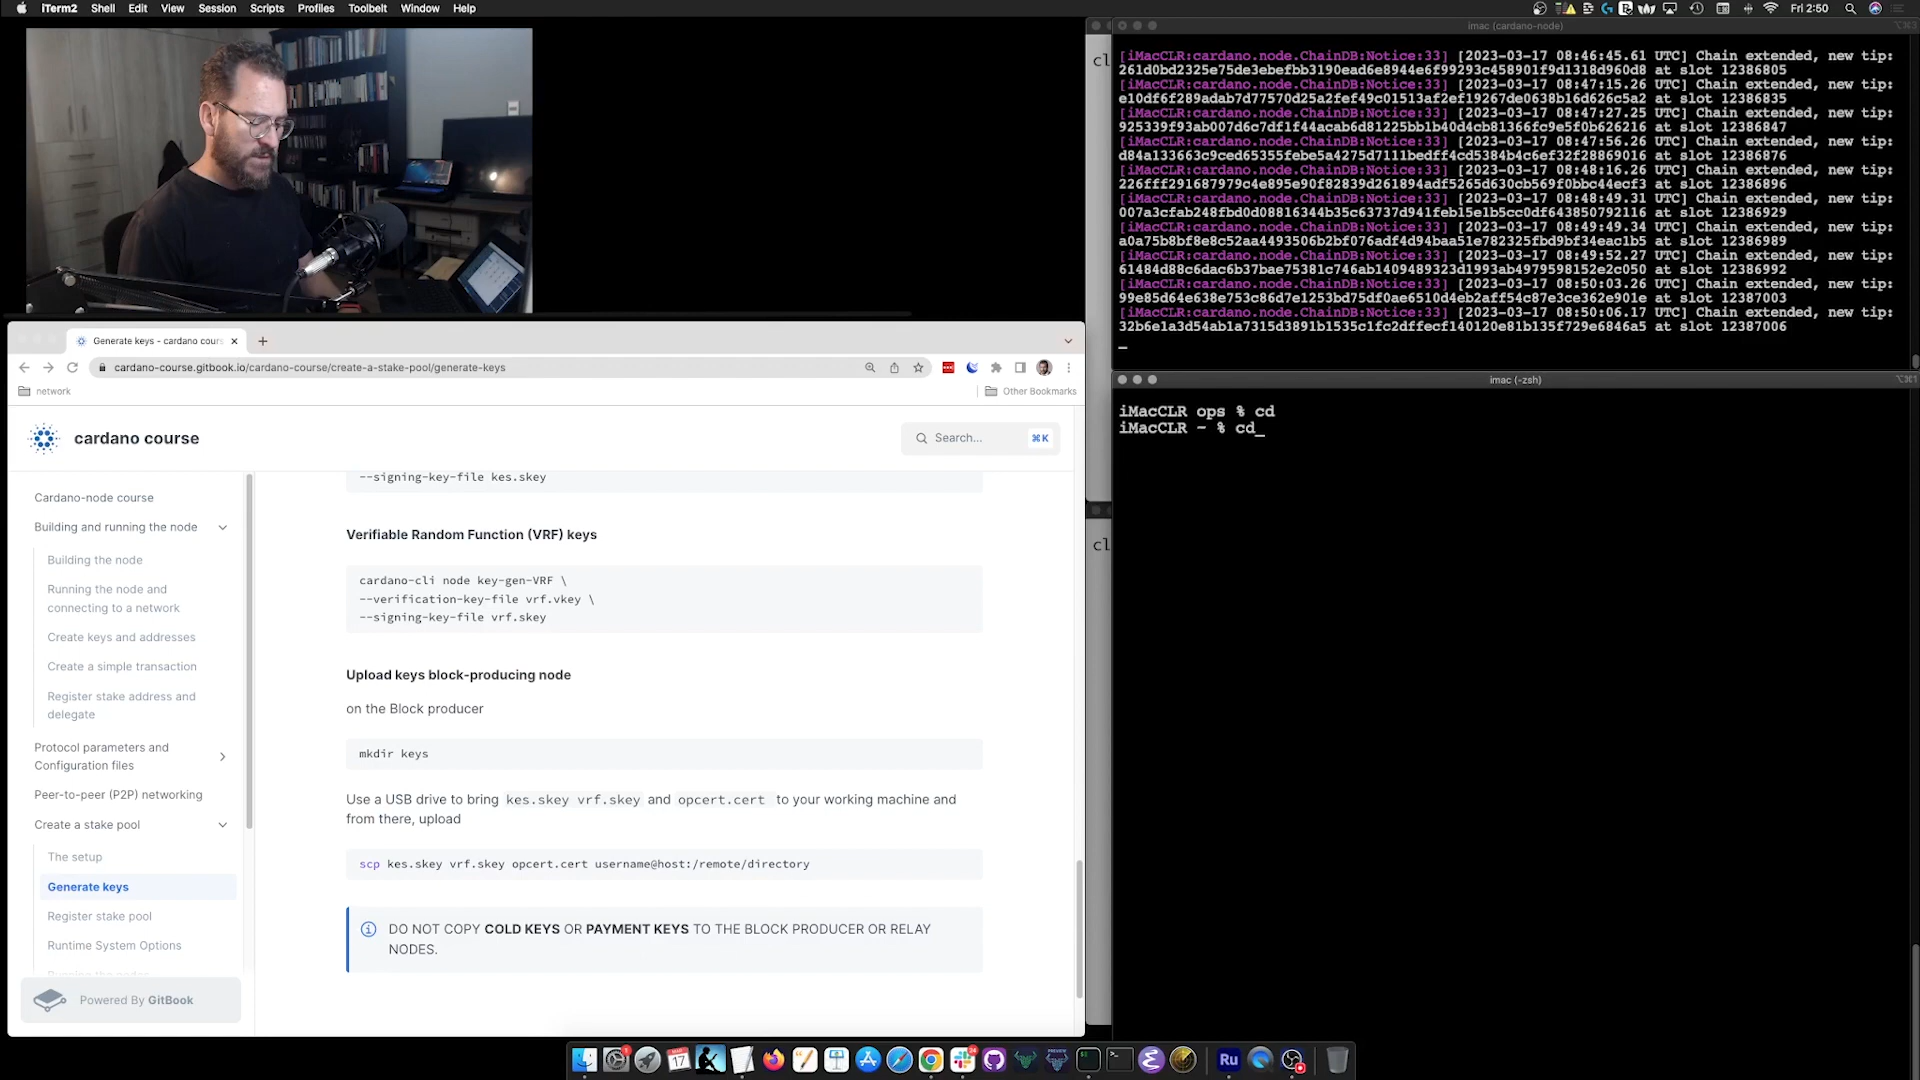 iTerm2 Shell Edit View Session Scripts Profiles Toolbelt Window Help
Fri 2:50
imac (cardano-node)
[iMacCLR:cardano.node.ChainDB:Notice:33] [2023-03-17 08:46:45.61 UTC] Chain extended, new tip:
261d0bd2325e75de3ebefbb3190ead6e8944e6f99293c458901f9d1318d960d8 at slot 12386805
[iMacCLR:cardano.node.ChainDB:Notice:33] [2023-03-17 08:47:15.26 UTC] Chain extended, new tip:
e10df6f289adab7d77570d25a2fef49c01513af2ef19267de0638b16d626c5a2 at slot 12386835
[iMacCLR:cardano.node.ChainDB:Notice:33] [2023-03-17 08:47:27.25 UTC] Chain extended, new tip:
925339f93ab007d6c7df1f44acab6d81225bb1b40d4cb81366fc9e5f0b626216 at slot 12386847
[iMacCLR:cardano.node.ChainDB:Notice:33] [2023-03-17 08:47:56.26 UTC] Chain extended, new tip:
d84a133663c9ced65355febe5a4275d7111bedff4cd5384b4c6ef32f28869016 at slot 12386876
[iMacCLR:cardano.node.ChainDB:Notice:33] [2023-03-17 08:48:16.26 UTC] Chain extended, new tip:
226fff291687979c4e895e90f82839d261894adf5265d630cb569f0bbc44ecf3 at slot 12386896
[iMacCLR:cardano.node.ChainDB:Notice:33] [2023-03-17 08:48:49.31 UTC] Chain extended, new tip:
007a3cfab248fbd0d08816344b35c63737d941feb15e1b5cc0df643850792116 at slot 12386929
[iMacCLR:cardano.node.ChainDB:Notice:33] [2023-03-17 08:49:49.34 UTC] Chain extended, new tip:
a0a75b8bf8e8c52aa4493506b2bf076adf4d94baa51e782325fbd9bf34eac1b5 at slot 12386989
[iMacCLR:cardano.node.ChainDB:Notice:33] [2023-03-17 08:49:52.27 UTC] Chain extended, new tip:
61484d88c6dac6b37bae75381c746ab1409489323d1993ab4979598152e2c050 at slot 12386992
[iMacCLR:cardano.node.ChainDB:Notice:33] [2023-03-17 08:50:03.26 UTC] Chain extended, new tip:
99e85d64e638e753c86d7e1253bd75df0ae6510d4eb2aff54c87e3ce362e901e at slot 12387003
[iMacCLR:cardano.node.ChainDB:Notice:33] [2023-03-17 08:50:06.17 UTC] Chain extended, new tip:
32b6e1a3d54ab1a7315d3891b1535c1fc2dffecf140120e81b135f729e6846a5 at slot 12387006
imac (-zsh)
iMacCLR ops % cd
iMacCLR ~ % cd_
cl
cl
Generate keys - cardano cours
cardano-course.gitbook.io/cardano-course/create-a-stake-pool/generate-keys
network
Other Bookmarks
cardano course
Search... ⌘K
Cardano-node course
Building and running the node
Building the node
Running the node and
connecting to a network
Create keys and addresses
Create a simple transaction
Register stake address and
delegate
Protocol parameters and
Configuration files
Peer-to-peer (P2P) networking
Create a stake pool
The setup
Generate keys
Register stake pool
Runtime System Options
Running the nodes
Powered By GitBook
--signing-key-file kes.skey
Verifiable Random Function (VRF) keys
cardano-cli node key-gen-VRF \
--verification-key-file vrf.vkey \
--signing-key-file vrf.skey
Upload keys block-producing node
on the Block producer
mkdir keys
Use a USB drive to bring kes.skey vrf.skey and opcert.cert to your working machine and
from there, upload
scp kes.skey vrf.skey opcert.cert username@host:/remote/directory
DO NOT COPY COLD KEYS OR PAYMENT KEYS TO THE BLOCK PRODUCER OR RELAY
NODES.
17
Ru